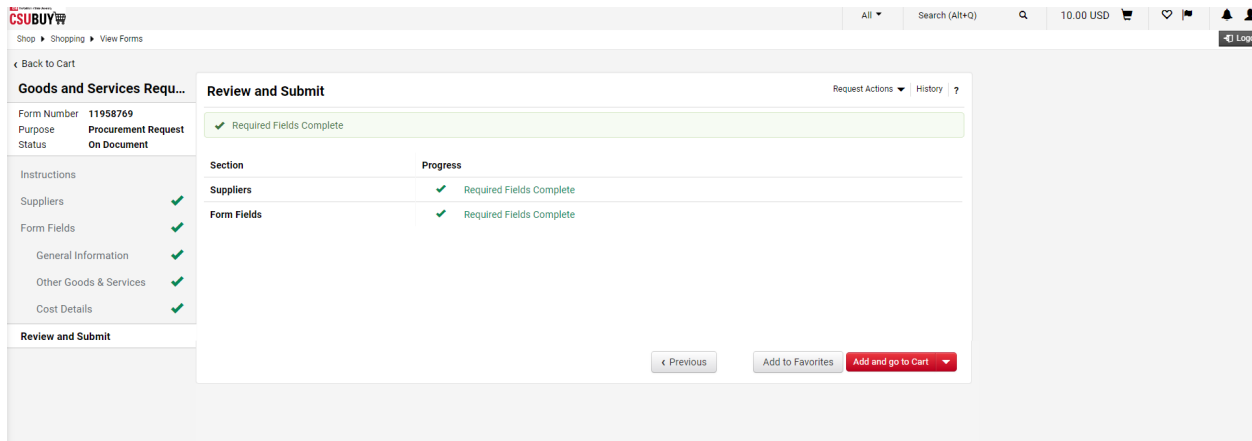 CSUBUY
All
Search (Alt+Q)
10.00 USD
Shop Shopping View Forms
Back to Cart
Goods and Services Requ...
Form Number 11958769
Purpose Procurement Request
Status On Document
Instructions
Suppliers
Form Fields
General Information
Other Goods & Services
Cost Details
Review and Submit
Review and Submit
Request Actions History ?
Required Fields Complete
Section Progress
Suppliers Required Fields Complete
Form Fields Required Fields Complete
Previous Add to Favorites Add and go to Cart